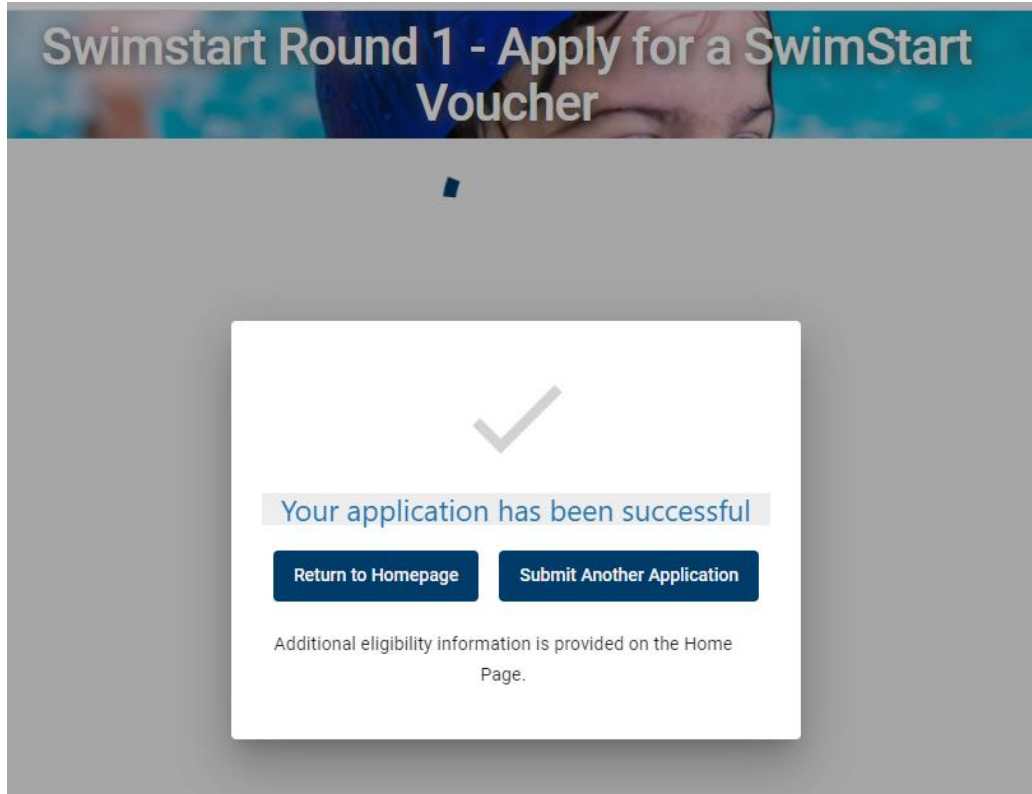 Swimstart Round 1 - Apply for a SwimStart
Voucher
Your application has been successful
Return to Homepage
Submit Another Application
Additional eligibility information is provided on the Home
Page.